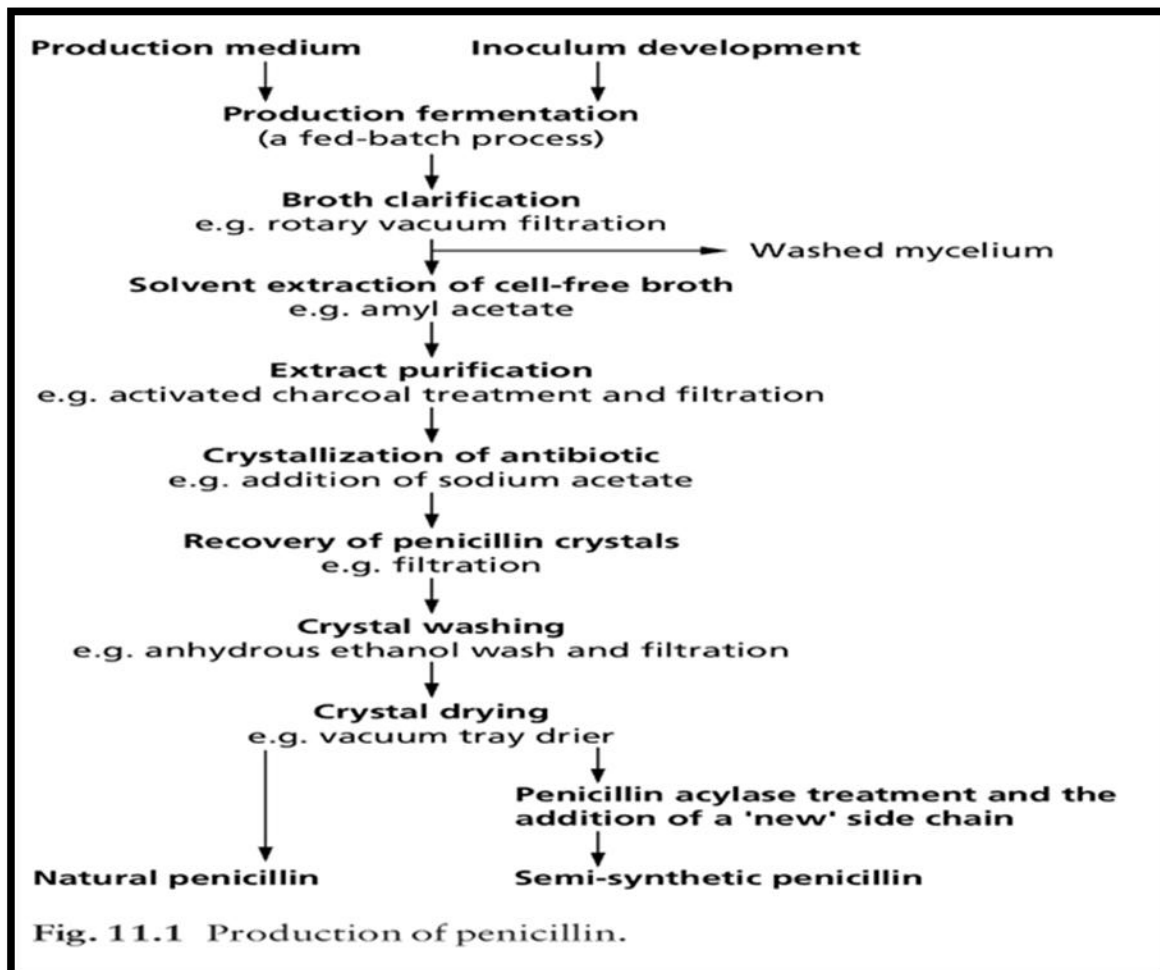 Production medium
Inoculum development
Production fermentation
(a fed-batch process)
Broth clarification
e.g. rotary vacuum filtration
Washed mycelium
Solvent extraction of cell-free broth
e.g. amyl acetate
Extract purification
e.g. activated charcoal treatment and filtration
Crystallization of antibiotic
e.g. addition of sodium acetate
Recovery of penicillin crystals
e.g. filtration
Crystal washing
e.g. anhydrous ethanol wash and filtration
Crystal drying
e.g. vacuum tray drier
Penicillin acylase treatment and the
addition of a 'new' side chain
Natural penicillin
Semi-synthetic penicillin
Fig. 11.1 Production of penicillin.